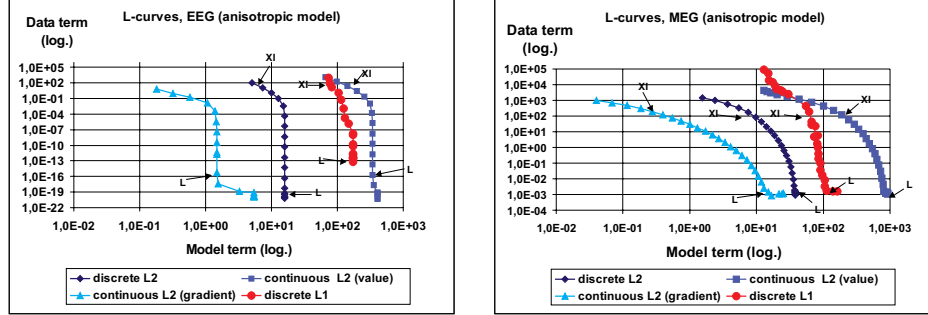 L-curves, EEG (anisotropic model)
Data term
(log.)
1,0E+05
1,0E+02
1,0E-01
1,0E-04
1,0E-07
1,0E-10
1,0E-13
1,0E-16
1,0E-19
1,0E-22
XI
XI
XI
L
L
L
L
1,0E-02 1,0E-01 1,0E+00 1,0E+01 1,0E+02 1,0E+03
Model term (log.)
discrete L2 continuous L2 (value)
continuous L2 (gradient) discrete L1
L-curves, MEG (anisotropic model)
Data term
(log.)
1,0E+05
1,0E+04
1,0E+03
1,0E+02
1,0E+01
1,0E+00
1,0E-01
1,0E-02
1,0E-03
1,0E-04
XI
XI
XI
XI
L
L
L
L
1,0E-02 1,0E-01 1,0E+00 1,0E+01 1,0E+02 1,0E+03
Model term (log.)
discrete L2 continuous L2 (value)
continuous L2 (gradient) discrete L1